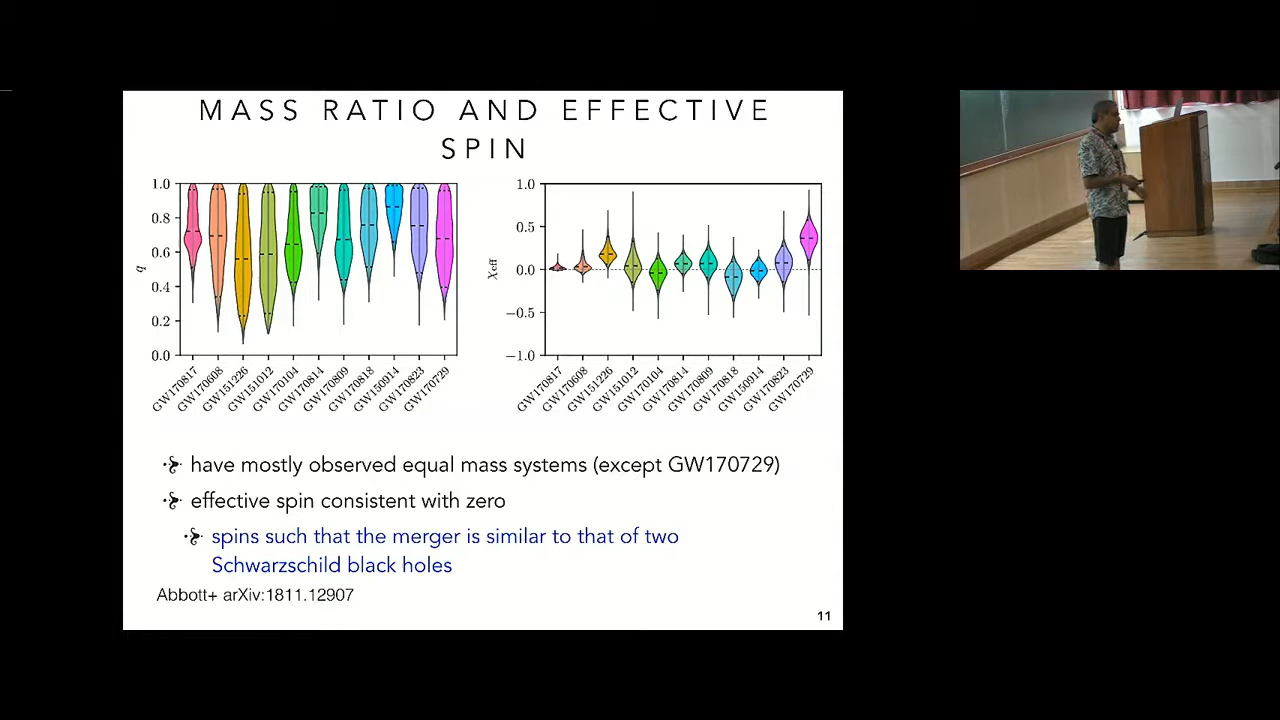 MASS RATIO AND EFFECTIVE
SPIN
1.0
0.8
0.6
0.4
0.2
0.0
q
GW170817
GW170608
GW151226
GW151012
GW170104
GW170814
GW170809
GW170818
GW150914
GW170823
GW170729
1.0
0.5
0.0
−0.5
−1.0
χeff
GW170817
GW170608
GW151226
GW151012
GW170104
GW170814
GW170809
GW170818
GW150914
GW170823
GW170729
have mostly observed equal mass systems (except GW170729)
effective spin consistent with zero
spins such that the merger is similar to that of two
Schwarzschild black holes
Abbott+ arXiv:1811.12907
11